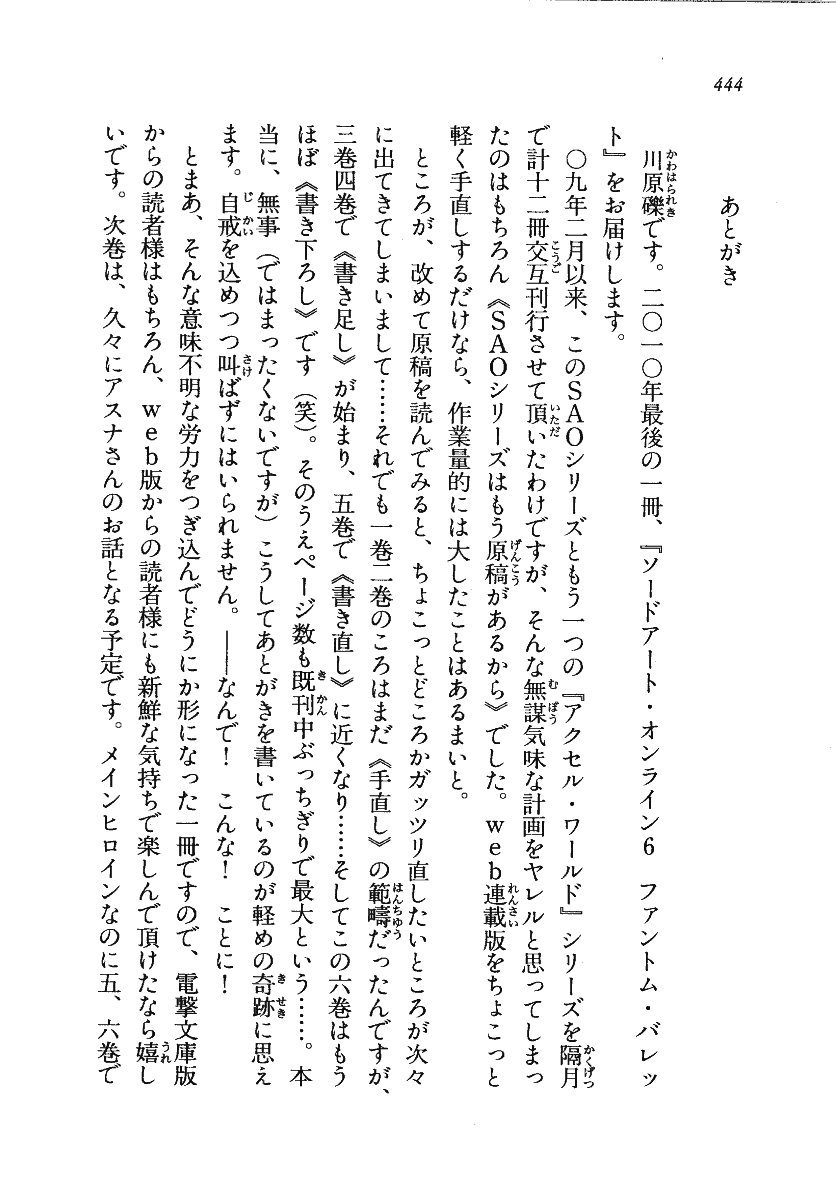 444
あとがき
川原礫です。二〇一〇年最後の一冊、『ソードアート・オンライン6 ファントム・バレッ
ト』をお届けします。
〇九年二月以来、このSAOシリーズともう一つの『アクセル・ワールド』シリーズを隔月
で計十二冊交互刊行させて頂いたわけですが、そんな無謀気味な計画をヤレルと思ってしまっ
たのはもちろん《SAOシリーズはもう原稿があるから》でした。web連載版をちょこっと
軽く手直しするだけなら、作業量的には大したことはあるまいと。
ところが、改めて原稿を読んでみると、ちょこっとどころかガッツリ直したいところが次々
に出てきてしまいまして……それでも一巻二巻のころはまだ《手直し》の範疇だったんですが、
三巻四巻で《書き足し》が始まり、五巻で《書き直し》に近くなり……そしてこの六巻はもう
ほぼ《書き下ろし》です（笑）。そのうえページ数も既刊中ぶっちぎりで最大という……。本
当に、無事（ではまったくないですが）こうしてあとがきを書いているのが軽めの奇跡に思え
ます。自戒を込めつつ叫ばずにはいられません。――なんで！ こんな！ ことに！
とまあ、そんな意味不明な労力をつぎ込んでどうにか形になった一冊ですので、電撃文庫版
からの読者様はもちろん、web版からの読者様にも新鮮な気持ちで楽しんで頂けたなら嬉し
いです。次巻は、久々にアスナさんのお話となる予定です。メインヒロインなのに五、六巻で